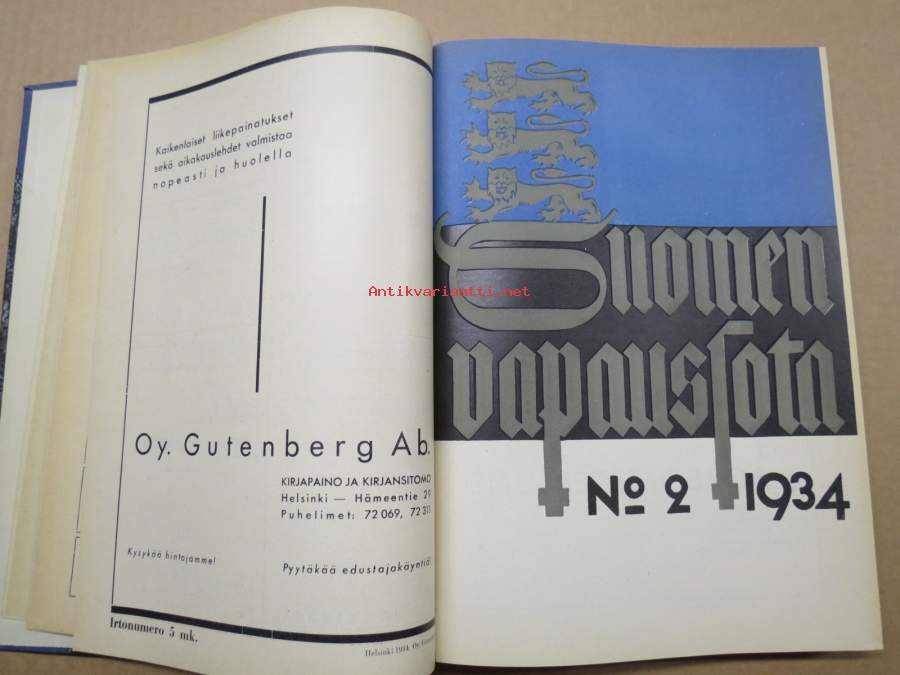 Kaikenlaiset liikepainatukset
sekä aikakauslehdet valmistaa
nopeasti ja huolella
Oy. Gutenberg Ab.
KIRJAPAINO JA KIRJANSITOMO
Helsinki — Hämeentie 29
Puhelimet: 72 069, 72 311
Kysykää hintojamme!
Pyytäkää edustajakäyntiä!
Irtonumero 5 mk.
Helsinki 1934. Oy.
Suomen
vapaussota
No 2 1934
Antikvariaatti.net